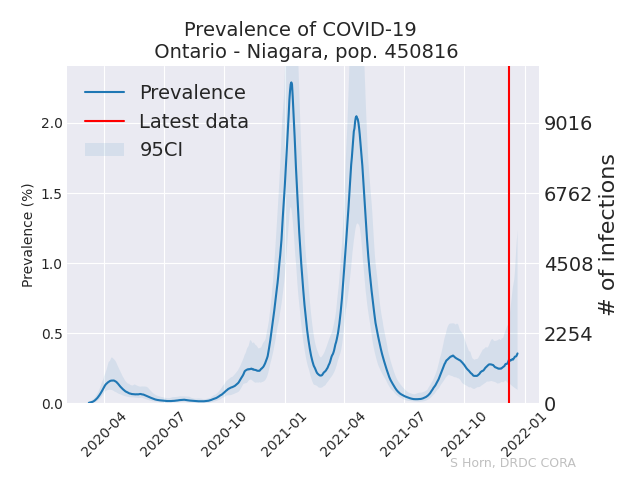 Prevalence of COVID-19
Ontario - Niagara, pop. 450816
Prevalence
Latest data
95CI
Prevalence (%)
2.0
1.5
1.0
0.5
0.0
9016
6762
4508
2254
0
# of infections
2020-04
2020-07
2020-10
2021-01
2021-04
2021-07
2021-10
2022-01
S Horn, DRDC CORA